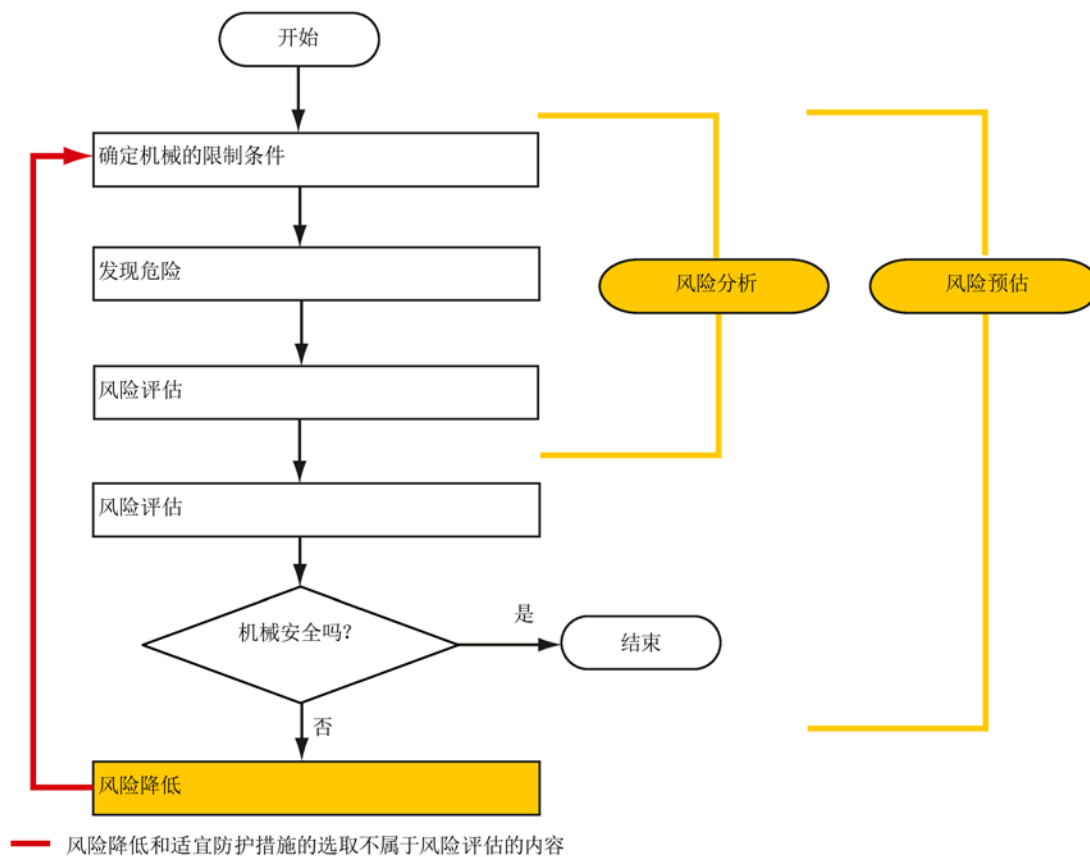 开始
确定机械的限制条件
发现危险
风险分析
风险预估
风险评估
风险评估
机械安全吗?
是
结束
否
风险降低
风险降低和适宜防护措施的选取不属于风险评估的内容